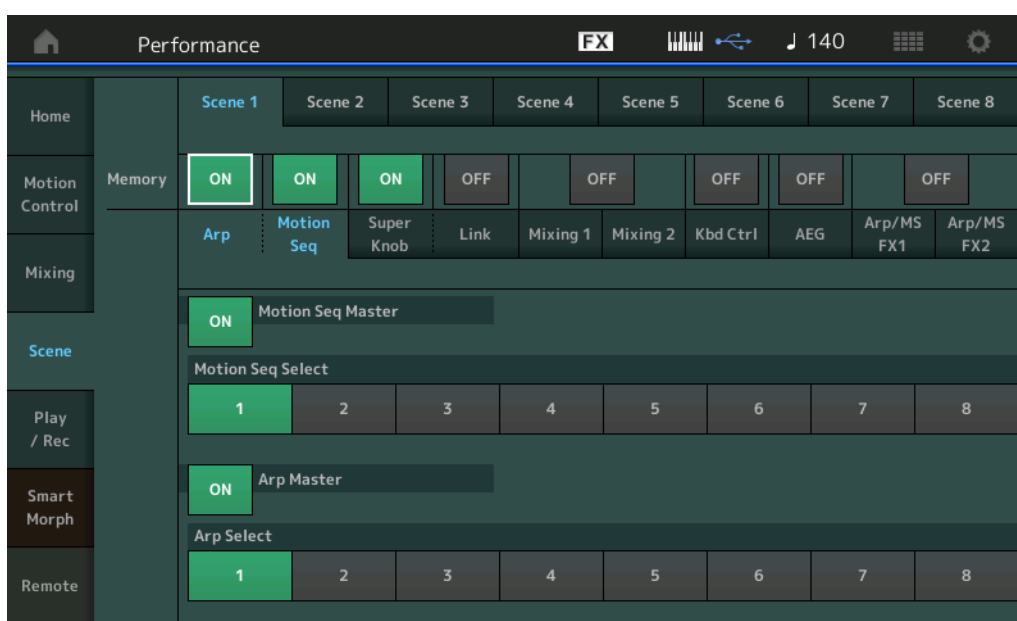 Performance FX 140
Home
Scene 1 Scene 2 Scene 3 Scene 4 Scene 5 Scene 6 Scene 7 Scene 8
Motion
Control
Memory ON ON ON OFF OFF OFF OFF OFF
Arp Motion
Seq Super
Knob Link Mixing 1 Mixing 2 Kbd Ctrl AEG Arp/MS
FX1 Arp/MS
FX2
Mixing
ON Motion Seq Master
Scene
Motion Seq Select
1 2 3 4 5 6 7 8
Play
/ Rec
ON Arp Master
Smart
Morph
Arp Select
1 2 3 4 5 6 7 8
Remote